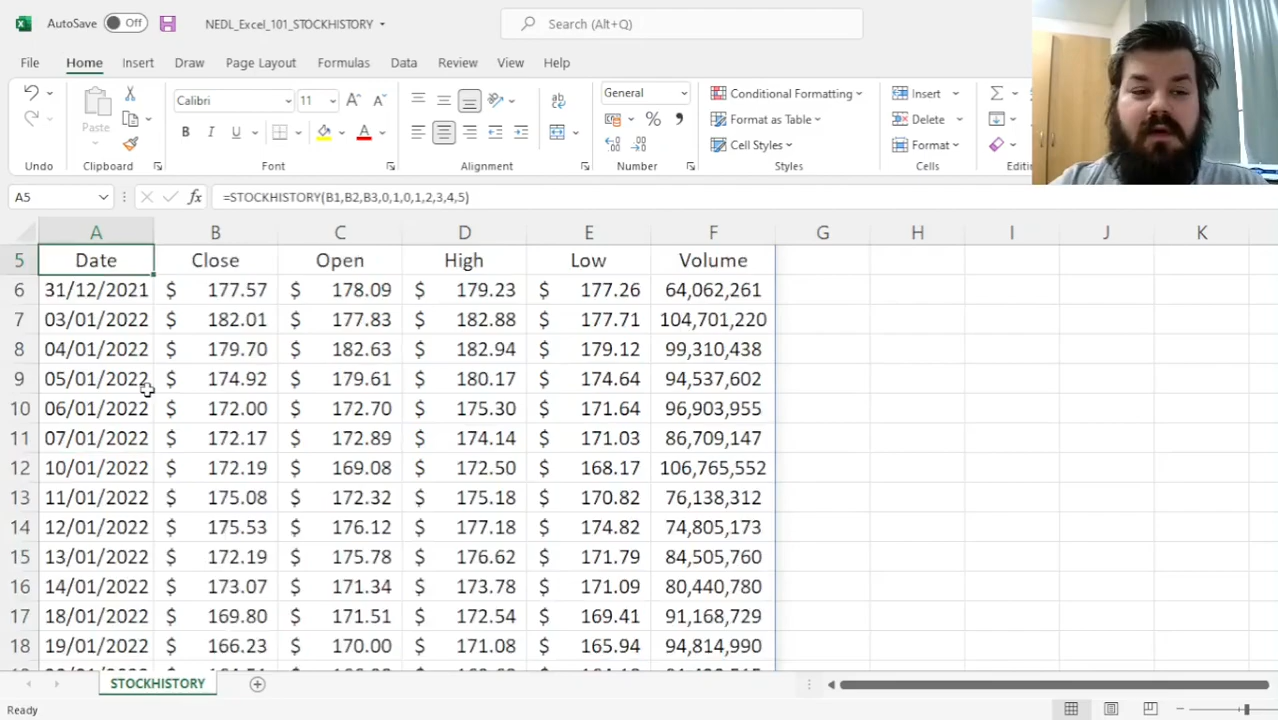 AutoSave Off NEDL_Excel_101_STOCKHISTORY Search (Alt+Q)
File Home Insert Draw Page Layout Formulas Data Review View Help
Calibri 11 General Conditional Formatting Insert
Paste Format as Table Delete
Cell Styles Format
Undo Clipboard Font Alignment Number Styles Cells Editin
A5 fx =STOCKHISTORY(B1,B2,B3,0,1,0,1,2,3,4,5)
A B C D E F G H I J K
5 Date Close Open High Low Volume
6 31/12/2021 $ 177.57 $ 178.09 $ 179.23 $ 177.26 64,062,261
7 03/01/2022 $ 182.01 $ 177.83 $ 182.88 $ 177.71 104,701,220
8 04/01/2022 $ 179.70 $ 182.63 $ 182.94 $ 179.12 99,310,438
9 05/01/2022 $ 174.92 $ 179.61 $ 180.17 $ 174.64 94,537,602
10 06/01/2022 $ 172.00 $ 172.70 $ 175.30 $ 171.64 96,903,955
11 07/01/2022 $ 172.17 $ 172.89 $ 174.14 $ 171.03 86,709,147
12 10/01/2022 $ 172.19 $ 169.08 $ 172.50 $ 168.17 106,765,552
13 11/01/2022 $ 175.08 $ 172.32 $ 175.18 $ 170.82 76,138,312
14 12/01/2022 $ 175.53 $ 176.12 $ 177.18 $ 174.82 74,805,173
15 13/01/2022 $ 172.19 $ 175.78 $ 176.62 $ 171.79 84,505,760
16 14/01/2022 $ 173.07 $ 171.34 $ 173.78 $ 171.09 80,440,780
17 18/01/2022 $ 169.80 $ 171.51 $ 172.54 $ 169.41 91,168,729
18 19/01/2022 $ 166.23 $ 170.00 $ 171.08 $ 165.94 94,814,990
STOCKHISTORY
Ready